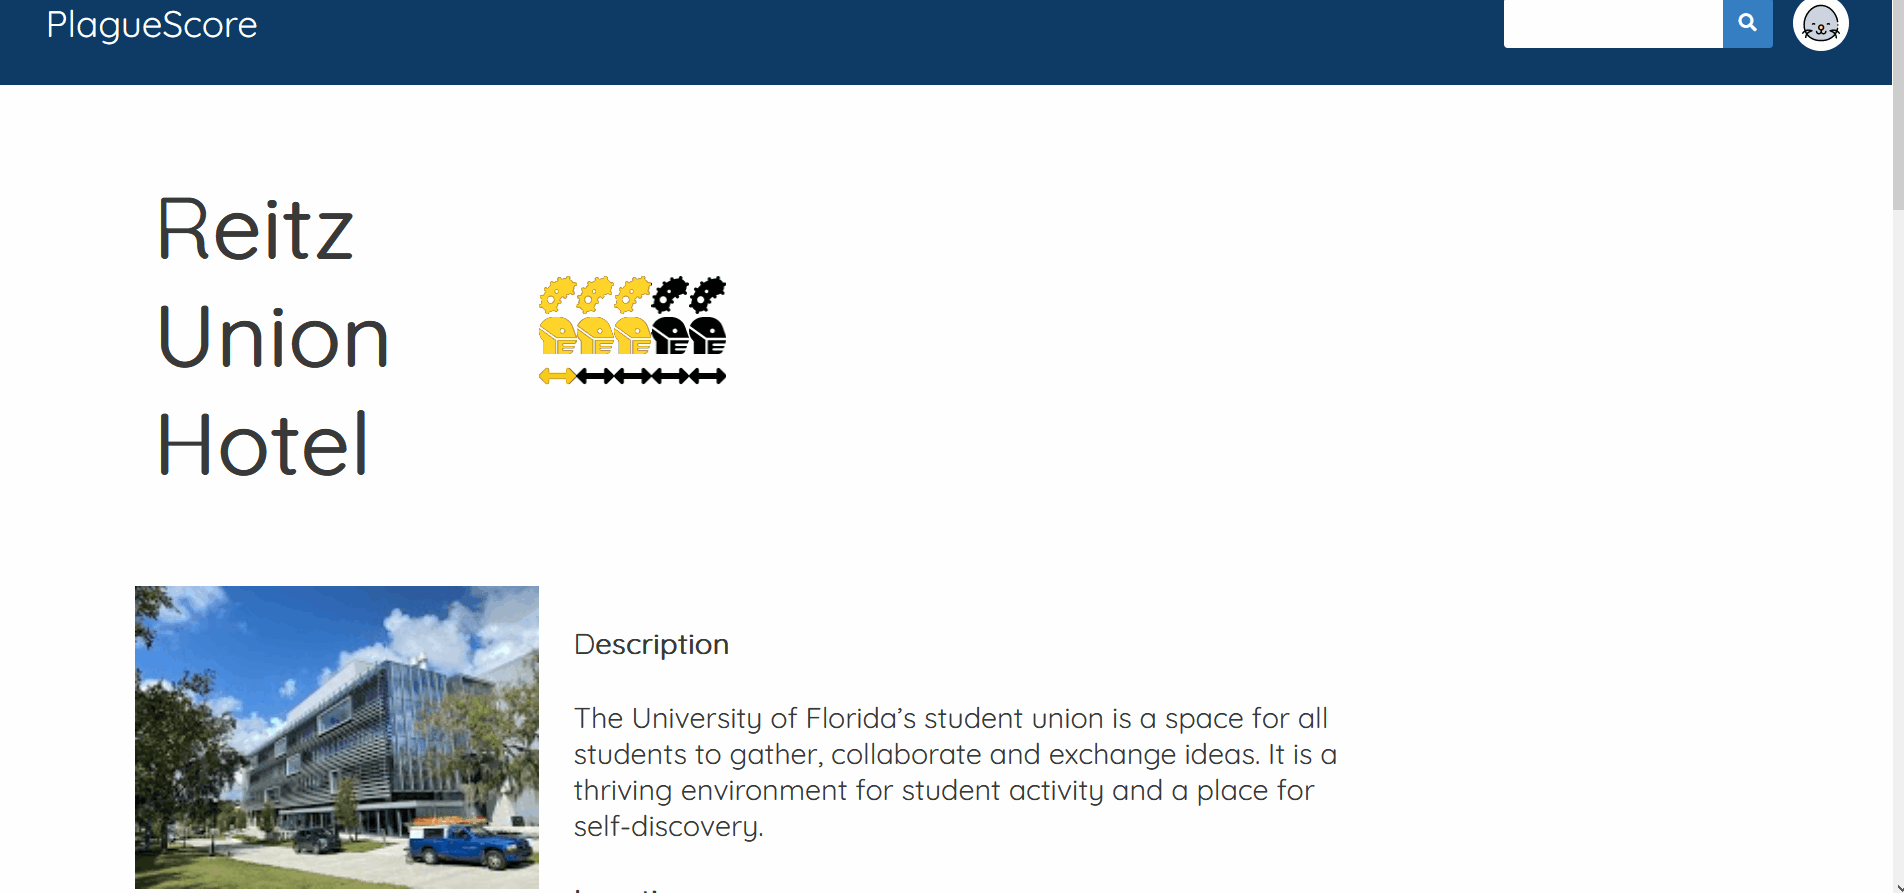 PlagueScore
Reitz
Union
Hotel
Description
The University of Florida’s student union is a space for all
students to gather, collaborate and exchange ideas. It is a
thriving environment for student activity and a place for
self-discovery.